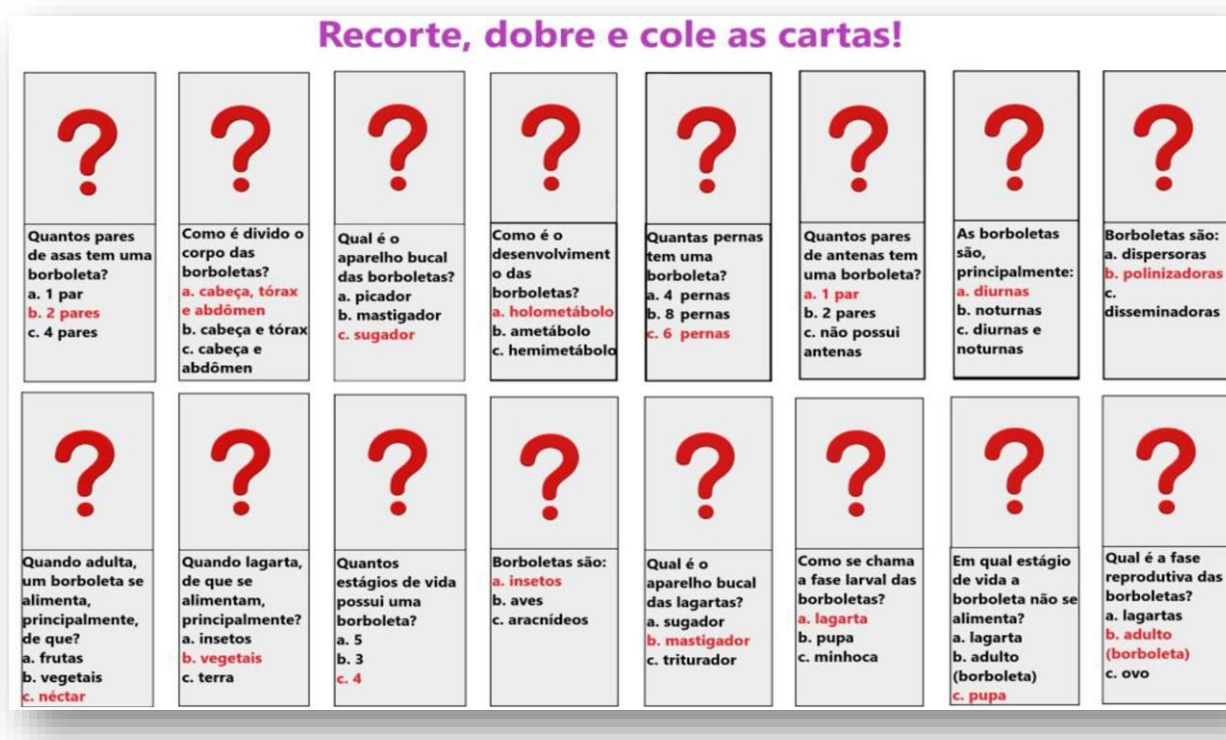 Recorte, dobre e cole as cartas!
Quantos pares
de asas tem uma
borboleta?
a. 1 par
b. 2 pares
c. 4 pares
Como é divido o
corpo das
borboletas?
a. cabeça, tórax
e abdômen
b. cabeça e tórax
c. cabeça e
abdômen
Qual é o
aparelho bucal
das borboletas?
a. picador
b. mastigador
c. sugador
Como é o
desenvolviment
o das
borboletas?
a. holometábolo
b. ametábolo
c. hemimetábolo
Quantas pernas
tem uma
borboleta?
a. 4 pernas
b. 8 pernas
c. 6 pernas
Quantos pares
de antenas tem
uma borboleta?
a. 1 par
b. 2 pares
c. não possui
antenas
As borboletas
são,
principalmente:
a. diurnas
b. noturnas
c. diurnas e
noturnas
Borboletas são:
a. dispersoras
b. polinizadoras
c.
disseminadoras
Quando adulta,
um borboleta se
alimenta,
principalmente,
de que?
a. frutas
b. vegetais
c. néctar
Quando lagarta,
de que se
alimentam,
principalmente?
a. insetos
b. vegetais
c. terra
Quantos
estágios de vida
possui uma
borboleta?
a. 5
b. 3
c. 4
Borboletas são:
a. insetos
b. aves
c. aracnídeos
Qual é o
aparelho bucal
das lagartas?
a. sugador
b. mastigador
c. triturador
Como se chama
a fase larval das
borboletas?
a. lagarta
b. pupa
c. minhoca
Em qual estágio
de vida a
borboleta não se
alimenta?
a. lagarta
b. adulto
(borboleta)
c. pupa
Qual é a fase
reprodutiva das
borboletas?
a. lagartas
b. adulto
(borboleta)
c. ovo